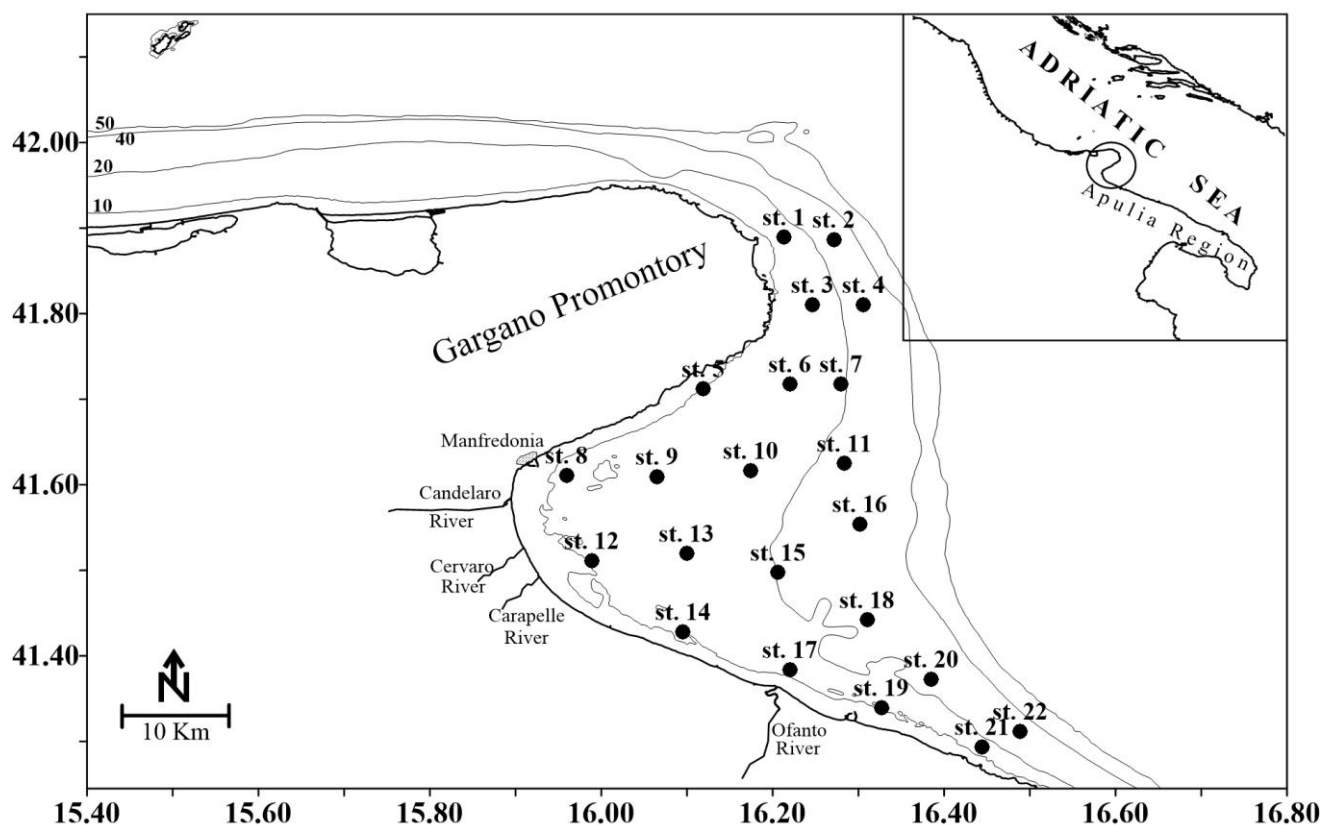 50
40
42.00
20
10
ADRIATIC SEA
Apulia Region
st. 1
st. 2
Gargano Promontory
st. 3
st. 4
41.80
st. 5
st. 6
st. 7
Manfredonia
st. 8
st. 9
st. 10
st. 11
41.60
Candelaro
River
st. 16
st. 12
st. 13
st. 15
Cervaro
River
Carapelle
River
st. 14
st. 18
41.40
N
10 Km
st. 17
st. 20
st. 19
Ofanto
River
st. 22
st. 21
15.40
15.60
15.80
16.00
16.20
16.40
16.60
16.80